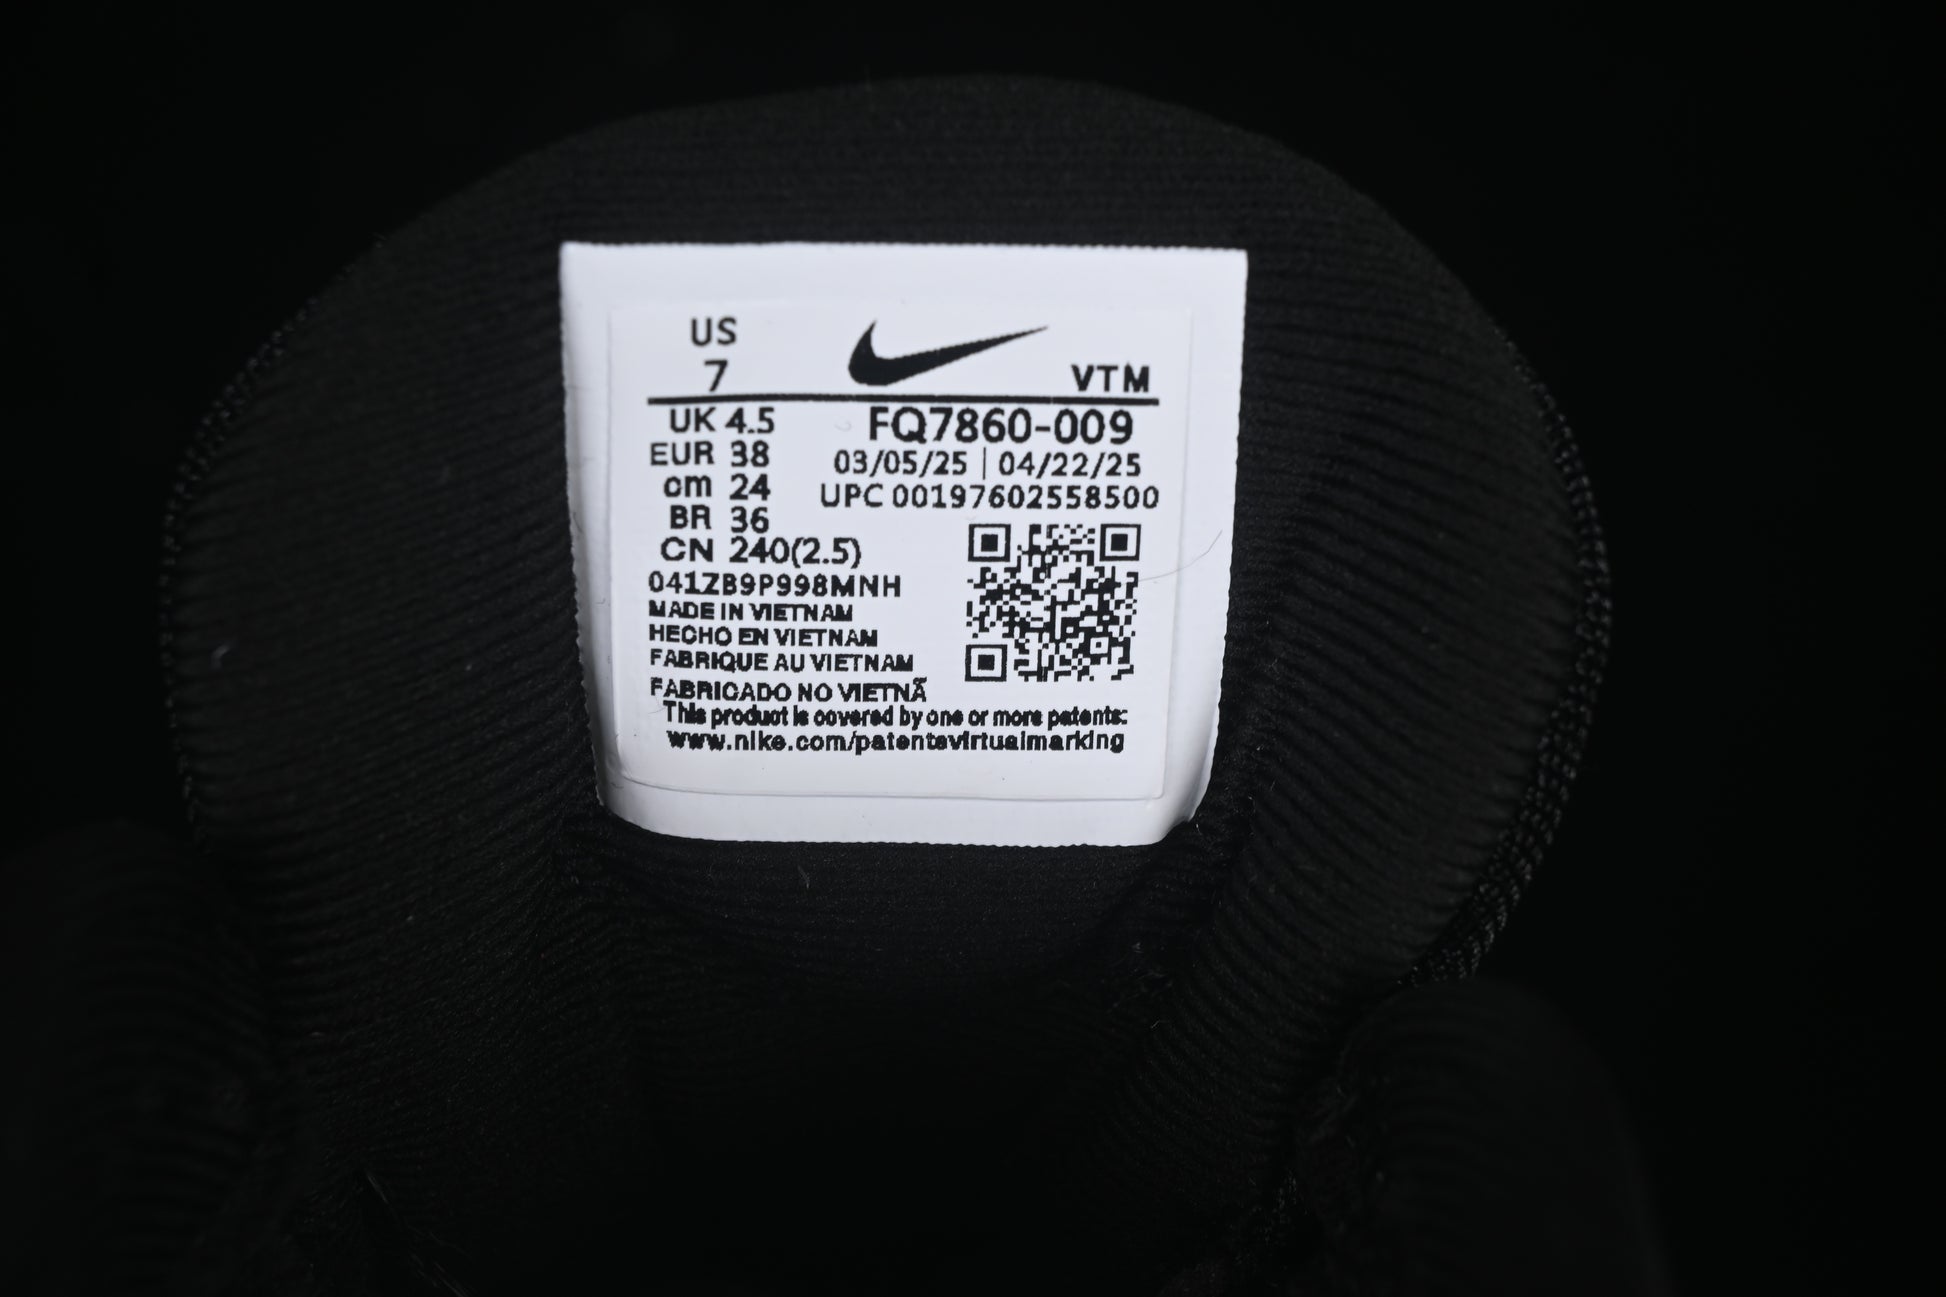 US
7
VTM
UK 4.5
FQ7860-009
EUR 38
03/05/25 | 04/22/25
cm 24
UPC 00197602558500
BR 36
CN 240(2.5)
041ZB9P998MNH
MADE IN VIETNAM
HECHO EN VIETNAM
FABRIQUE AU VIETNAM
FABRICADO NO VIETNÃ
This product is covered by one or more patents:
www.nike.com/patentsvirtualmarking